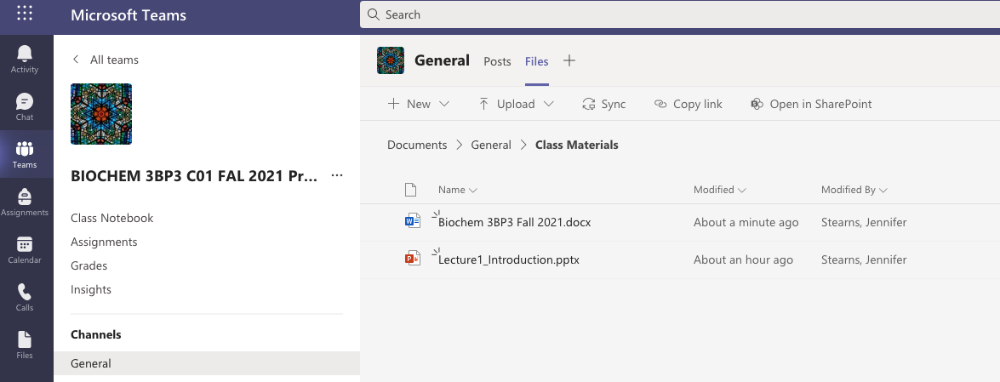 Microsoft Teams
Search
Activity
Chat
Teams
Assignments
Calendar
Calls
Files
All teams
BIOCHEM 3BP3 C01 FAL 2021 Pr...
Class Notebook
Assignments
Grades
Insights
Channels
General
General Posts Files
New Upload Sync Copy link Open in SharePoint
Documents > General > Class Materials
Name Modified Modified By
Biochem 3BP3 Fall 2021.docx About a minute ago Stearns, Jennifer
Lecture1_Introduction.pptx About an hour ago Stearns, Jennifer